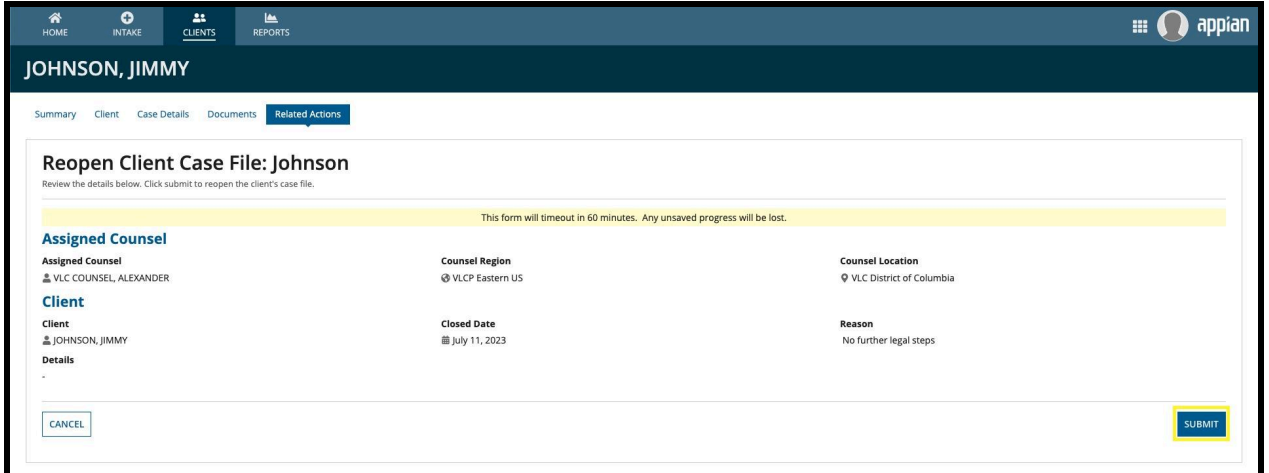 HOME INTAKE CLIENTS REPORTS appian
JOHNSON, JIMMY
Summary Client Case Details Documents Related Actions
Reopen Client Case File: Johnson
Review the details below. Click submit to reopen the client's case file.
This form will timeout in 60 minutes. Any unsaved progress will be lost.
Assigned Counsel
Assigned Counsel Counsel Region Counsel Location
VLC COUNSEL, ALEXANDER VLCP Eastern US VLC District of Columbia
Client
Client Closed Date Reason
JOHNSON, JIMMY July 11, 2023 No further legal steps
Details
-
CANCEL SUBMIT